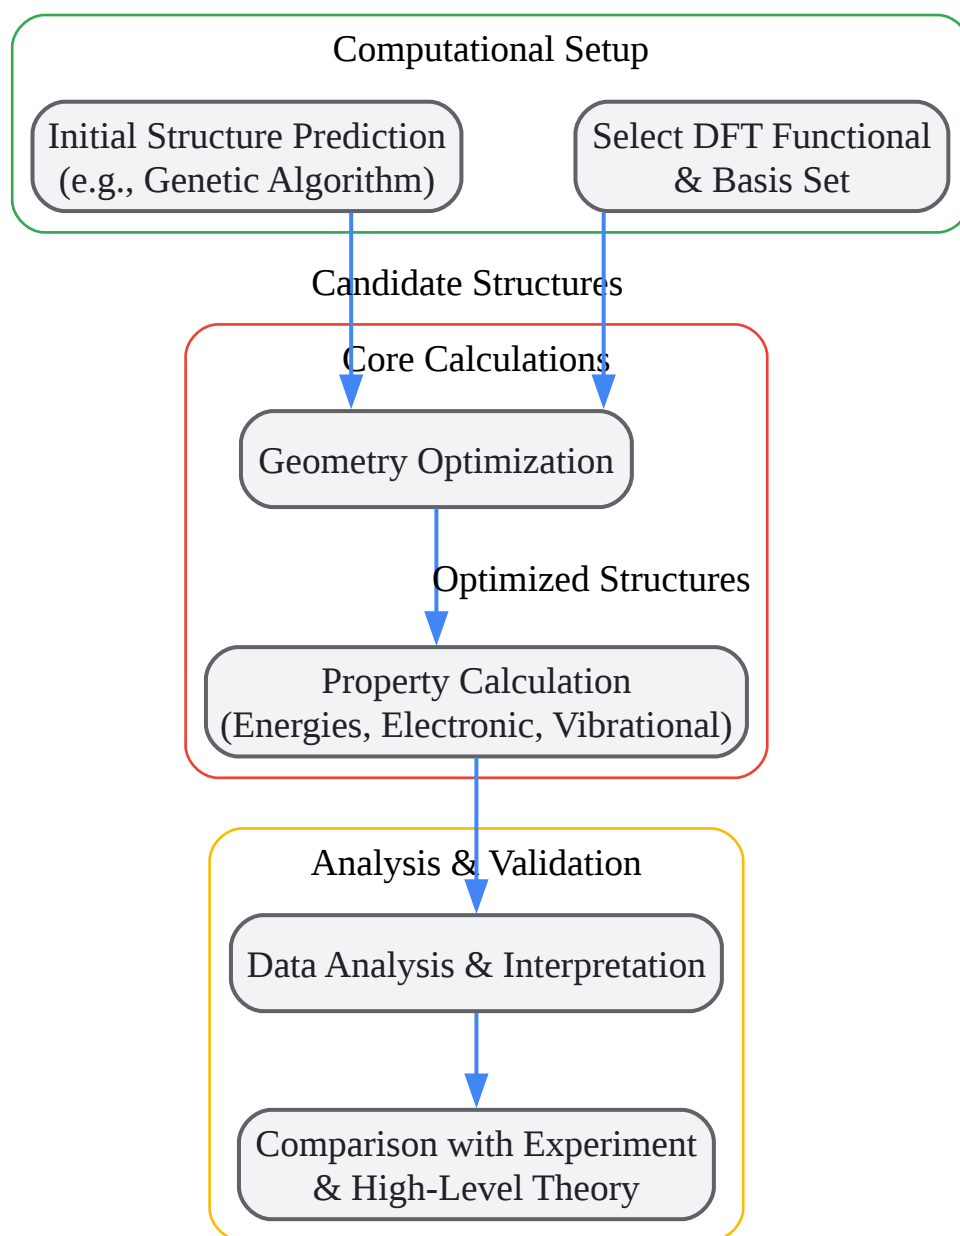 Computational Setup
Initial Structure Prediction
(e.g., Genetic Algorithm)
Select DFT Functional
& Basis Set
Candidate Structures
Core Calculations
Geometry Optimization
Optimized Structures
Property Calculation
(Energies, Electronic, Vibrational)
Analysis & Validation
Data Analysis & Interpretation
Comparison with Experiment
& High-Level Theory